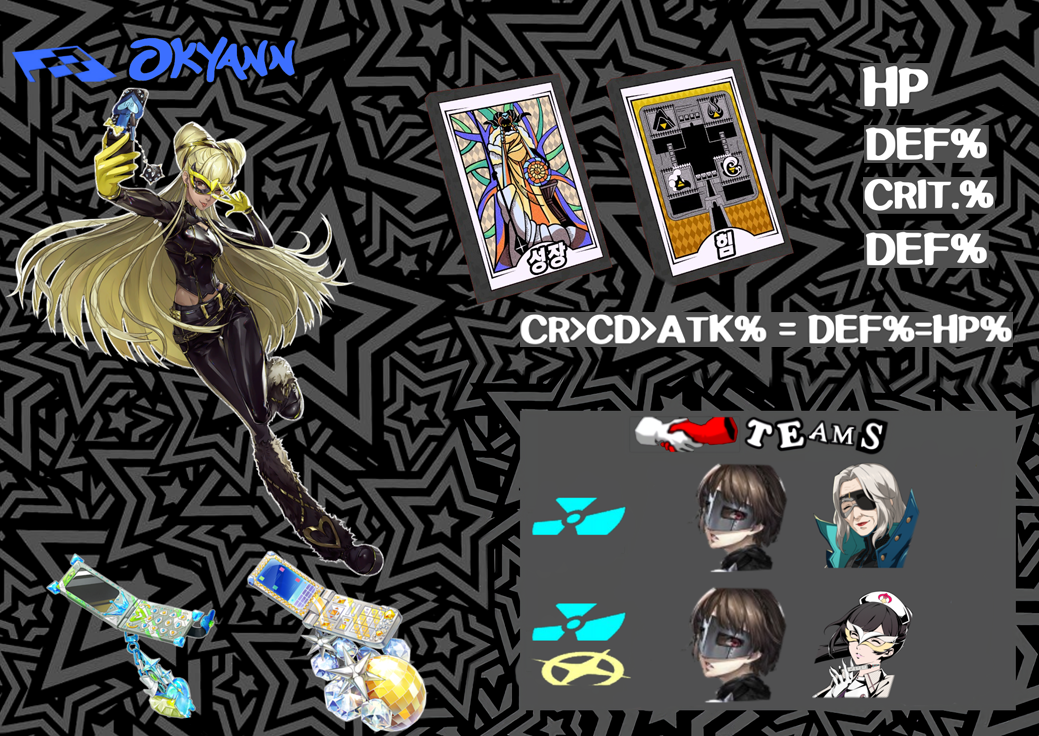 OKYANN
성장
힘
HP
DEF%
CRIT.%
DEF%
CR>CD>ATK% = DEF%=HP%
TEAMS